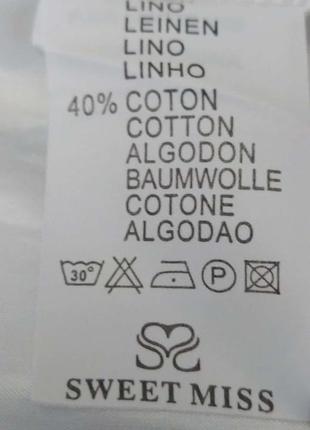 LINO
LEINEN
LINO
LINHO
40% COTON
COTTON
ALGODON
BAUMWOLLE
COTONE
ALGODAO
30° P
SWEET MISS